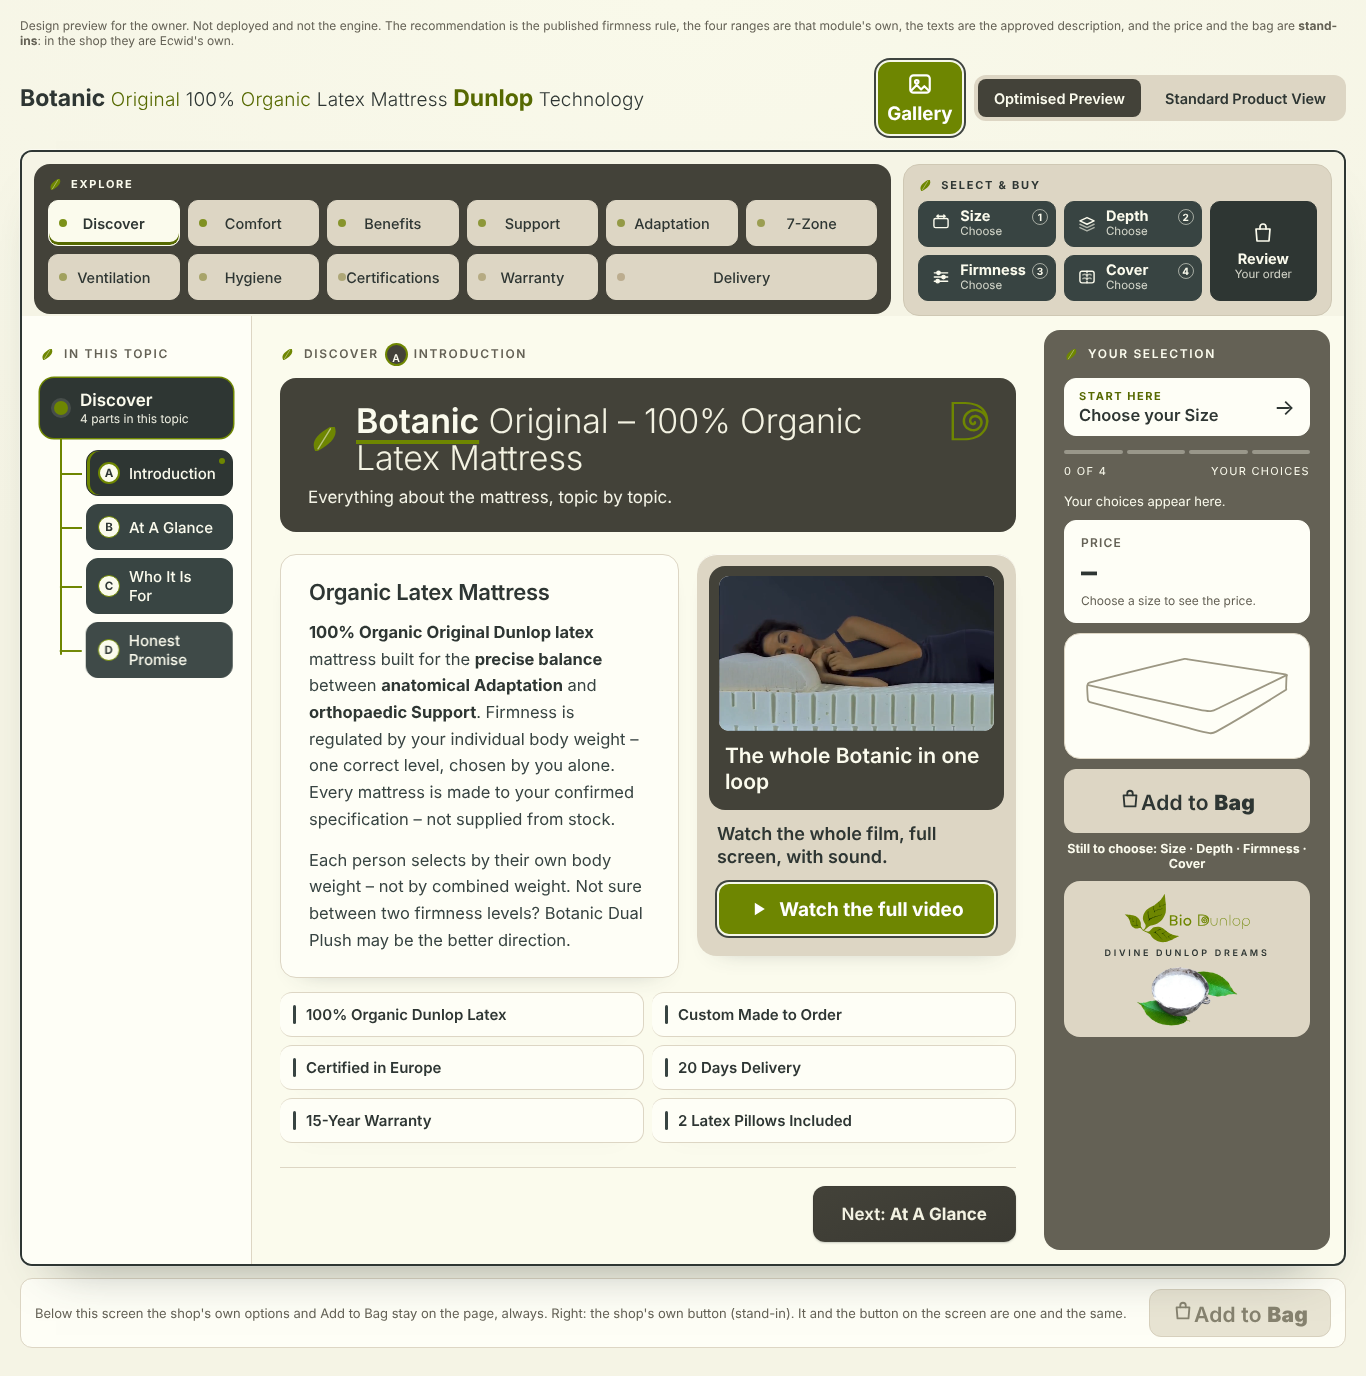 Design preview for the owner. Not deployed and not the engine. The recommendation is the published firmness rule, the four ranges are that module's own, the texts are the approved description, and the price and the bag are stand-
ins: in the shop they are Ecwid's own.
Botanic Original 100% Organic Latex Mattress Dunlop Technology
Gallery
Optimised Preview
Standard Product View
EXPLORE
Discover
Comfort
Benefits
Support
Adaptation
7-Zone
Ventilation
Hygiene
Certifications
Warranty
Delivery
SELECT & BUY
Size
Choose
1
Depth
Choose
2
Firmness
Choose
3
Cover
Choose
4
Review
Your order
IN THIS TOPIC
Discover
4 parts in this topic
A Introduction
B At A Glance
C Who It Is
For
D Honest
Promise
DISCOVER A INTRODUCTION
Botanic Original – 100% Organic
Latex Mattress
Everything about the mattress, topic by topic.
Organic Latex Mattress
100% Organic Original Dunlop latex
mattress built for the precise balance
between anatomical Adaptation and
orthopaedic Support. Firmness is
regulated by your individual body weight –
one correct level, chosen by you alone.
Every mattress is made to your confirmed
specification – not supplied from stock.
Each person selects by their own body
weight – not by combined weight. Not sure
between two firmness levels? Botanic Dual
Plush may be the better direction.
The whole Botanic in one
loop
Watch the whole film, full
screen, with sound.
Watch the full video
100% Organic Dunlop Latex
Custom Made to Order
Certified in Europe
20 Days Delivery
15-Year Warranty
2 Latex Pillows Included
Next: At A Glance
YOUR SELECTION
START HERE
Choose your Size
0 OF 4
YOUR CHOICES
Your choices appear here.
PRICE
–
Choose a size to see the price.
Add to Bag
Still to choose: Size · Depth · Firmness ·
Cover
Bio Dunlop
DIVINE DUNLOP DREAMS
Below this screen the shop's own options and Add to Bag stay on the page, always. Right: the shop's own button (stand-in). It and the button on the screen are one and the same.
Add to Bag